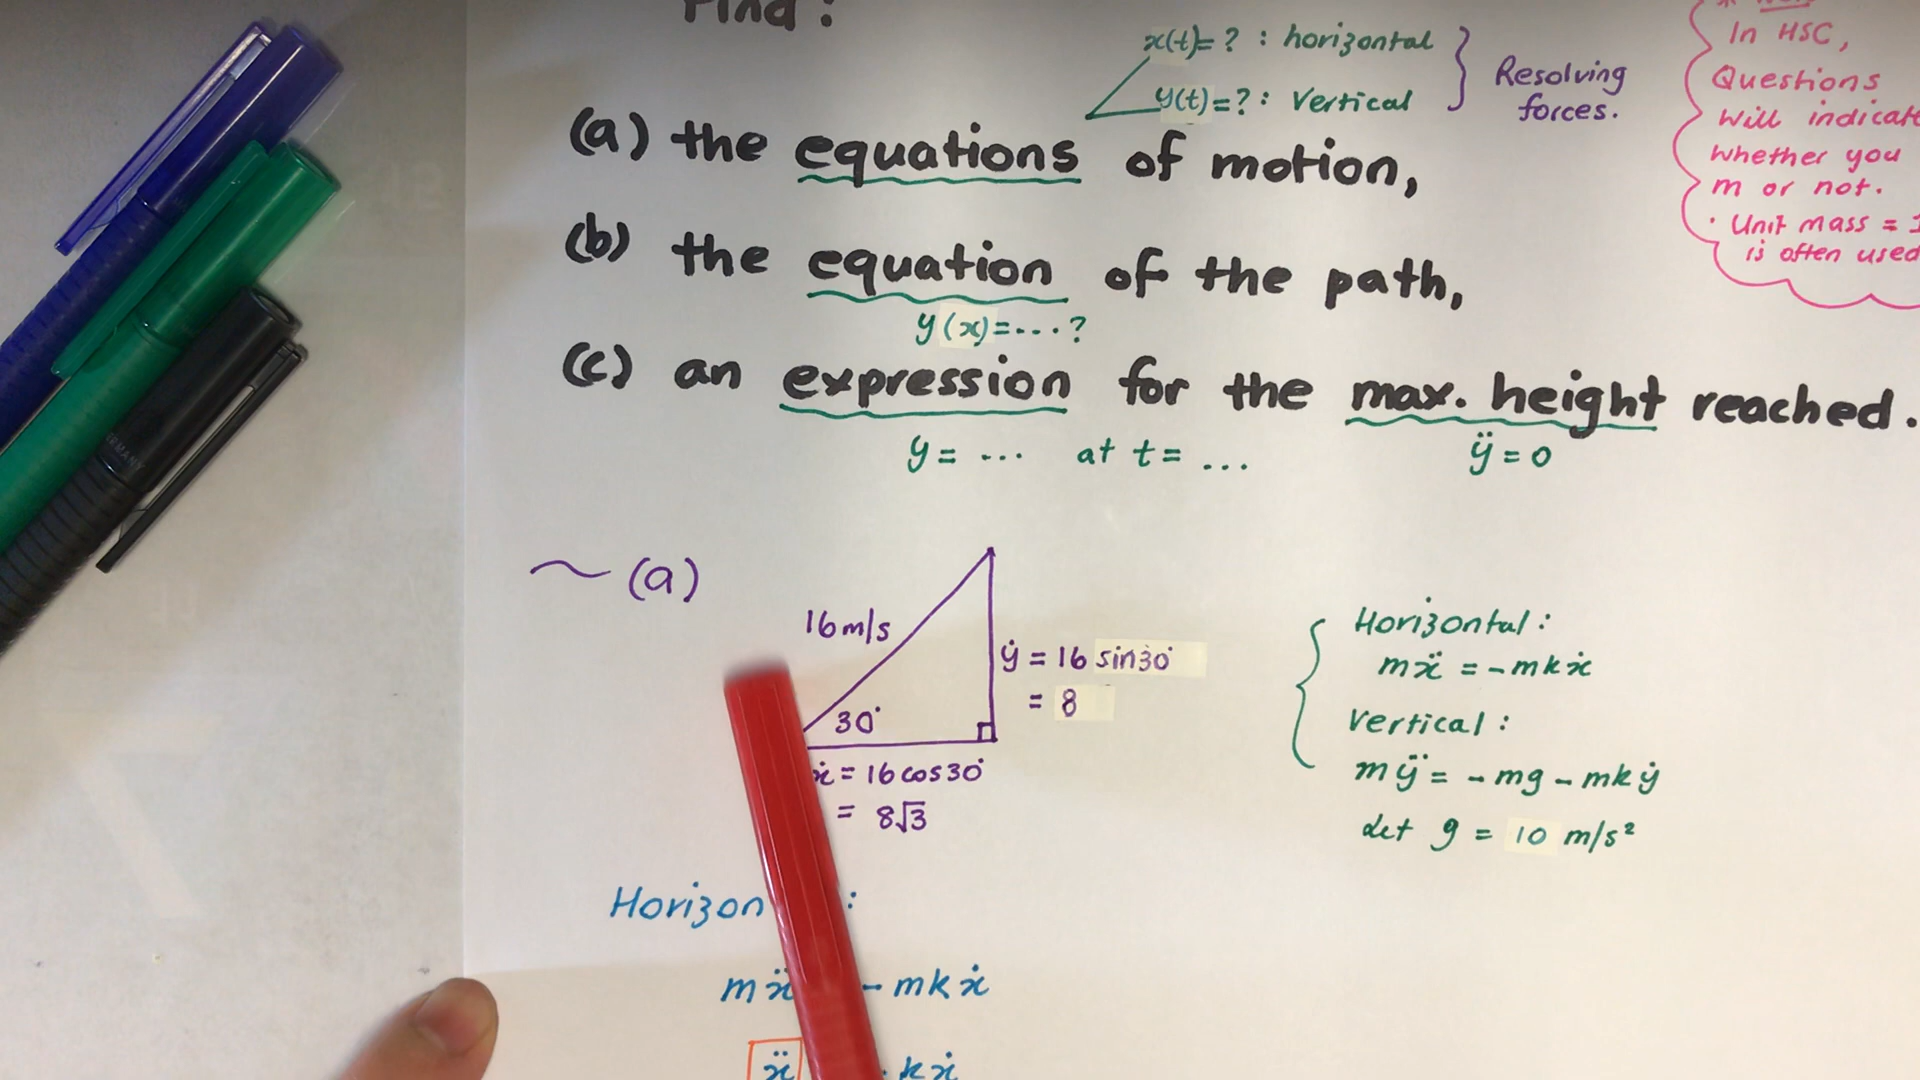 Find:
x(t)= ? : horizontal
y(t)=? : Vertical
Resolving
forces.
In HSC,
Questions
Will indicate
whether you
m or not.
• Unit mass =
is often used
(a) the equations of motion,
(b) the equation of the path,
y(x)=...?
(c) an expression for the max. height reached.
y = ... at t = ... ÿ = 0
~(a)
16m/s
30°
ẏ = 16 sin30°
= 8
ẋ = 16 cos30°
= 8√3
Horizontal:
mẍ = -mkẋ
Vertical:
mÿ = -mg - mkẏ
let g = 10 m/s²
Horizon :
mẍ - mkẋ
ẍ kẋ